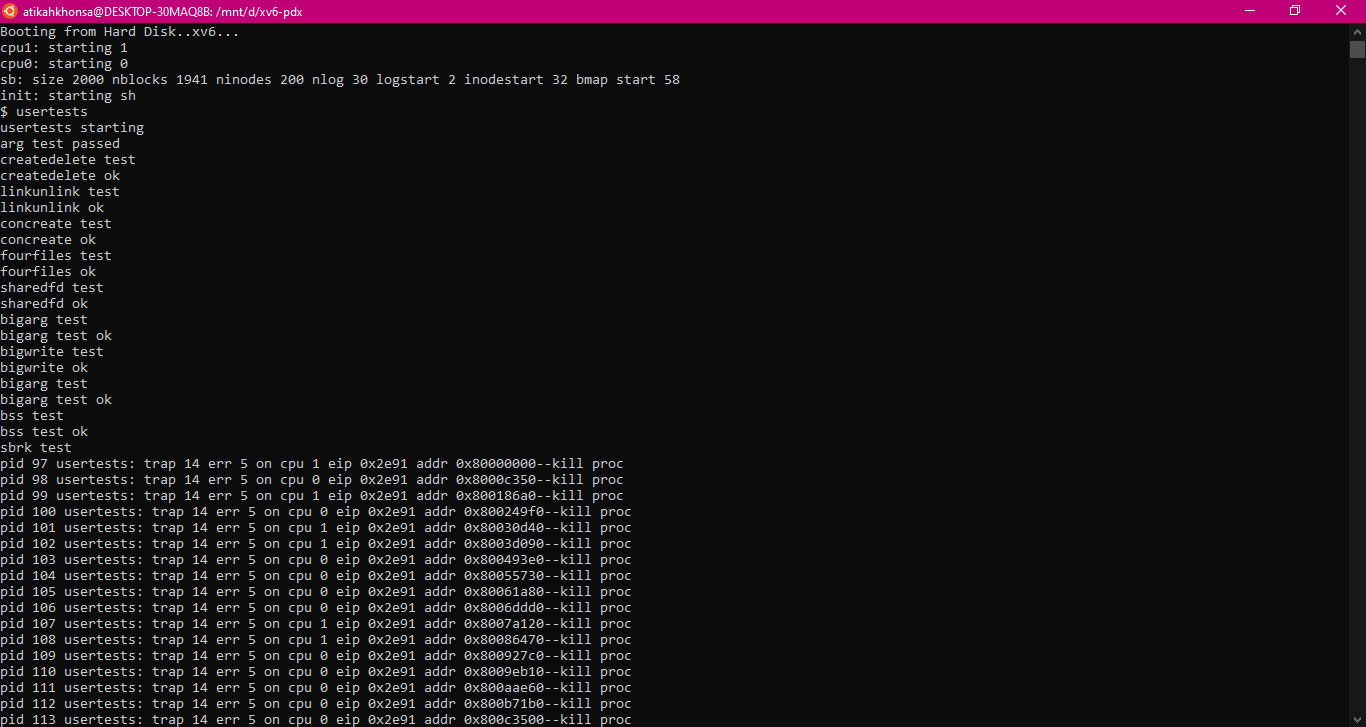 atikahkhonsa@DESKTOP-30MAQ8B: /mnt/d/xv6-pdx
Booting from Hard Disk..xv6...
cpu1: starting 1
cpu0: starting 0
sb: size 2000 nblocks 1941 ninodes 200 nlog 30 logstart 2 inodestart 32 bmap start 58
init: starting sh
$ usertests
usertests starting
arg test passed
createdelete test
createdelete ok
linkunlink test
linkunlink ok
concreate test
concreate ok
fourfiles test
fourfiles ok
sharedfd test
sharedfd ok
bigarg test
bigarg test ok
bigwrite test
bigwrite ok
bigarg test
bigarg test ok
bss test
bss test ok
sbrk test
pid 97 usertests: trap 14 err 5 on cpu 1 eip 0x2e91 addr 0x80000000--kill proc
pid 98 usertests: trap 14 err 5 on cpu 0 eip 0x2e91 addr 0x8000c350--kill proc
pid 99 usertests: trap 14 err 5 on cpu 1 eip 0x2e91 addr 0x800186a0--kill proc
pid 100 usertests: trap 14 err 5 on cpu 0 eip 0x2e91 addr 0x800249f0--kill proc
pid 101 usertests: trap 14 err 5 on cpu 1 eip 0x2e91 addr 0x80030d40--kill proc
pid 102 usertests: trap 14 err 5 on cpu 1 eip 0x2e91 addr 0x8003d090--kill proc
pid 103 usertests: trap 14 err 5 on cpu 0 eip 0x2e91 addr 0x800493e0--kill proc
pid 104 usertests: trap 14 err 5 on cpu 0 eip 0x2e91 addr 0x80055730--kill proc
pid 105 usertests: trap 14 err 5 on cpu 0 eip 0x2e91 addr 0x80061a80--kill proc
pid 106 usertests: trap 14 err 5 on cpu 0 eip 0x2e91 addr 0x8006ddd0--kill proc
pid 107 usertests: trap 14 err 5 on cpu 1 eip 0x2e91 addr 0x8007a120--kill proc
pid 108 usertests: trap 14 err 5 on cpu 1 eip 0x2e91 addr 0x80086470--kill proc
pid 109 usertests: trap 14 err 5 on cpu 0 eip 0x2e91 addr 0x800927c0--kill proc
pid 110 usertests: trap 14 err 5 on cpu 0 eip 0x2e91 addr 0x8009eb10--kill proc
pid 111 usertests: trap 14 err 5 on cpu 0 eip 0x2e91 addr 0x800aae60--kill proc
pid 112 usertests: trap 14 err 5 on cpu 0 eip 0x2e91 addr 0x800b71b0--kill proc
pid 113 usertests: trap 14 err 5 on cpu 0 eip 0x2e91 addr 0x800c3500--kill proc